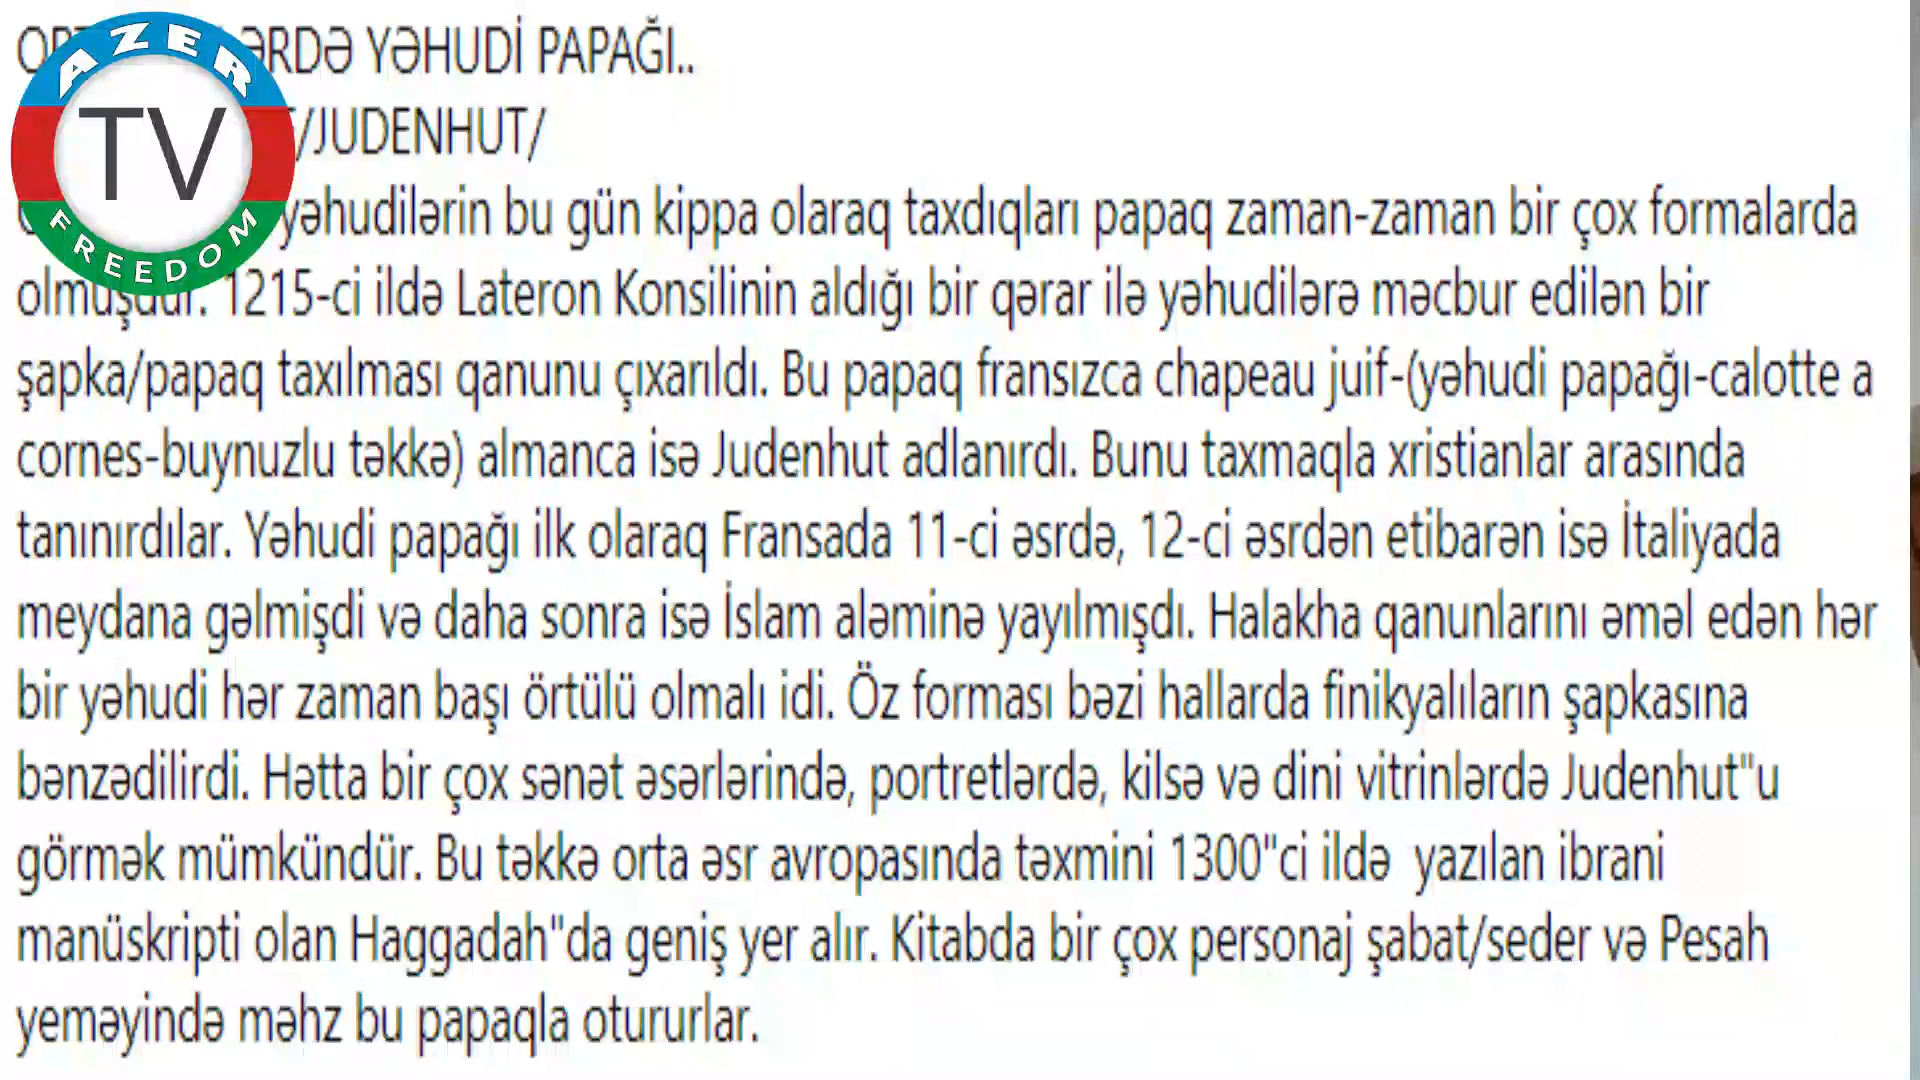 AZER
TV
FREEDOM
YƏHUDİ PAPAĞI..
/JUDENHUT/
yəhudilərin bu gün kippa olaraq taxdıqları papaq zaman-zaman bir çox formalarda
olmuşdur. 1215-ci ildə Lateron Konsilinin aldığı bir qərar ilə yəhudilərə məcbur edilən bir
şapka/papaq taxılması qanunu çıxarıldı. Bu papaq fransızca chapeau juif-(yəhudi papağı-calotte a
cornes-buynuzlu təkkə) almanca isə Judenhut adlanırdı. Bunu taxmaqla xristianlar arasında
tanınırdılar. Yəhudi papağı ilk olaraq Fransada 11-ci əsrdə, 12-ci əsrdən etibarən isə İtaliyada
meydana gəlmişdi və daha sonra isə İslam aləminə yayılmışdı. Halakha qanunlarını əməl edən hər
bir yəhudi hər zaman başı örtülü olmalı idi. Öz forması bəzi hallarda finikyalıların şapkasına
bənzədilirdi. Hətta bir çox sənət əsərlərində, portretlərdə, kilsə və dini vitrinlərdə Judenhut"u
görmək mümkündür. Bu təkkə orta əsr avropasında təxmini 1300"ci ildə yazılan ibrani
manüskripti olan Haggadah"da geniş yer alır. Kitabda bir çox personaj şabat/seder və Pesah
yeməyində məhz bu papaqla otururlar.